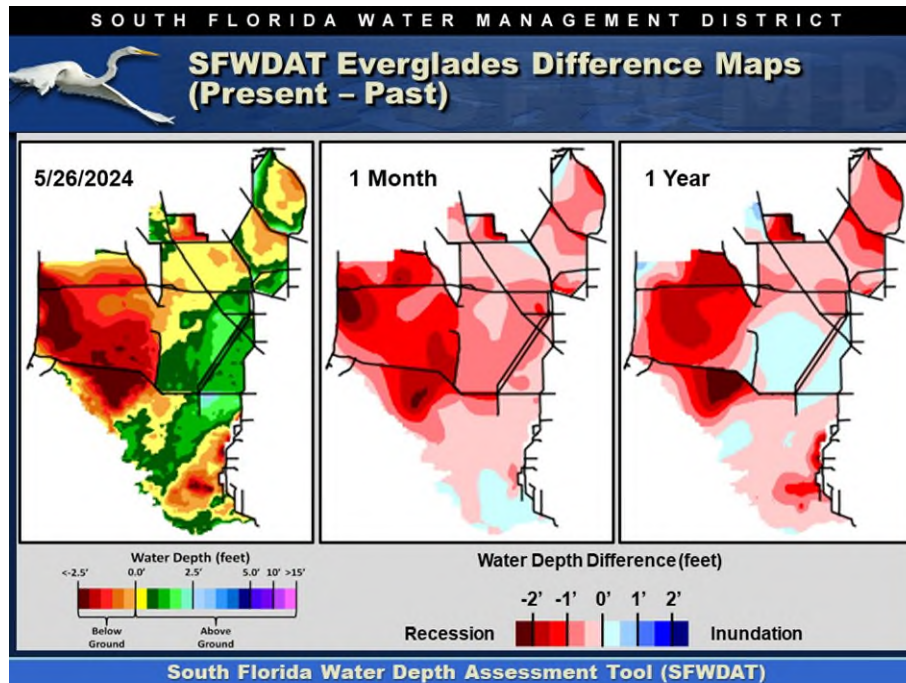 SOUTH FLORIDA WATER MANAGEMENT DISTRICT
SFWDAT Everglades Difference Maps
(Present – Past)
5/26/2024
1 Month
1 Year
Water Depth (feet)
<-2.5' 0.0' 2.5' 5.0' 10' >15'
Below
Ground
Above
Ground
Water Depth Difference (feet)
-2' -1' 0' 1' 2'
Recession
Inundation
South Florida Water Depth Assessment Tool (SFWDAT)